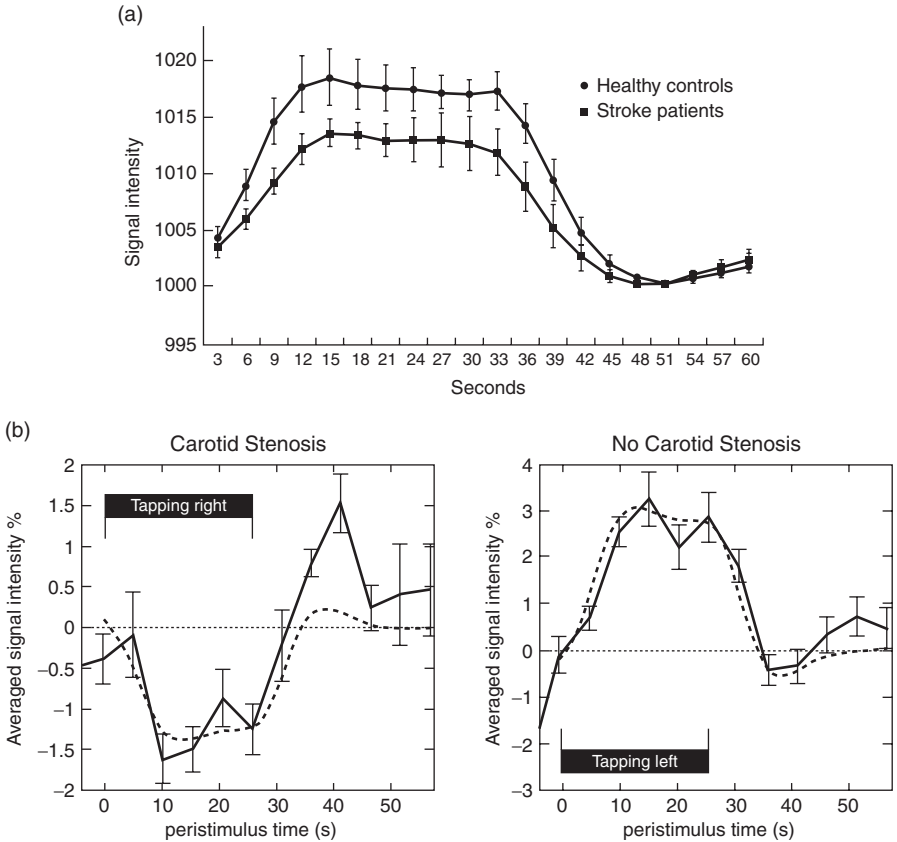 (a)
1020
1015
1010
1005
1000
995
Signal intensity
Healthy controls
Stroke patients
3 6 9 12 15 18 21 24 27 30 33 36 39 42 45 48 51 54 57 60
Seconds
(b)
Carotid Stenosis
2
1.5
1
0.5
0
−0.5
−1
−1.5
−2
Averaged signal intensity %
Tapping right
0 10 20 30 40 50
peristimulus time (s)
No Carotid Stenosis
4
3
2
1
0
−1
−2
−3
Averaged signal intensity %
Tapping left
0 10 20 30 40 50
peristimulus time (s)